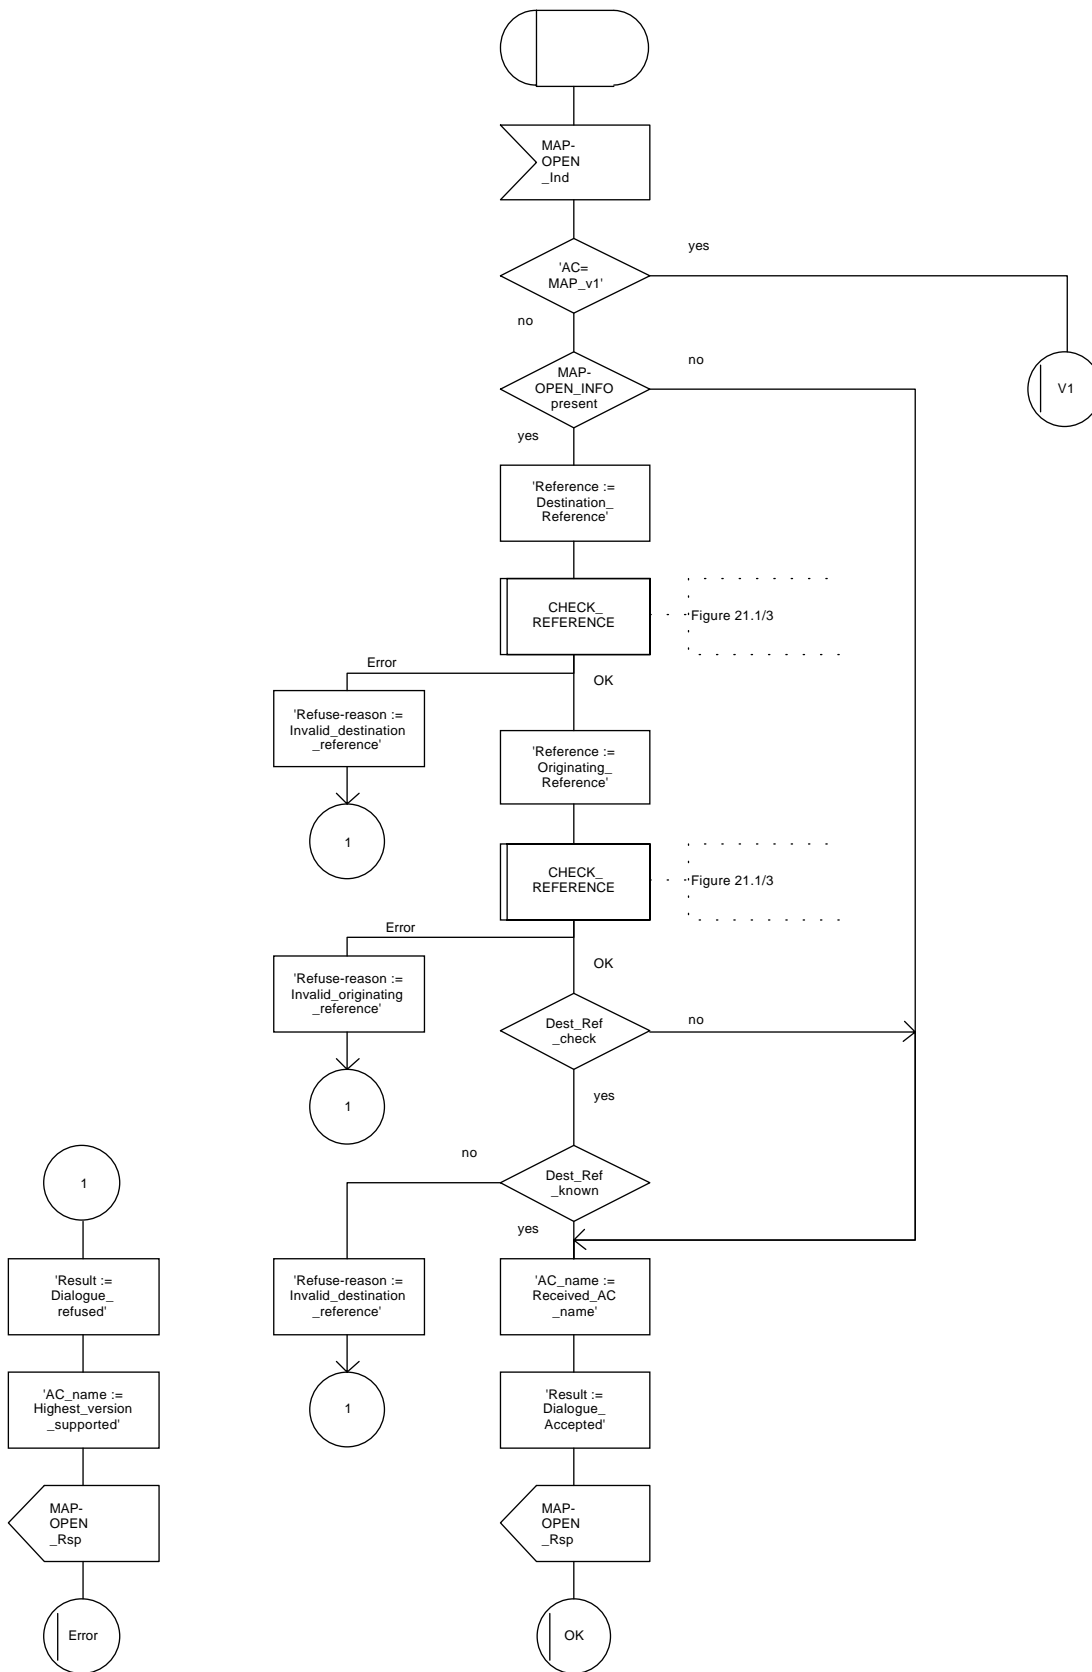 MAP-
OPEN
_Ind
yes
'AC=
MAP_v1'
no
no
MAP-
OPEN_INFO
present
V1
yes
'Reference :=
Destination_
Reference'
CHECK_
REFERENCE
Figure 21.1/3
Error
OK
'Refuse-reason :=
Invalid_destination
_reference'
'Reference :=
Originating_
Reference'
1
CHECK_
REFERENCE
Figure 21.1/3
Error
OK
'Refuse-reason :=
Invalid_originating
_reference'
Dest_Ref
_check
no
1
yes
no
1
Dest_Ref
_known
yes
'Result :=
Dialogue_
refused'
'Refuse-reason :=
Invalid_destination
_reference'
'AC_name :=
Received_AC
_name'
'AC_name :=
Highest_version
_supported'
1
'Result :=
Dialogue_
Accepted'
MAP-
OPEN
_Rsp
MAP-
OPEN
_Rsp
Error
OK